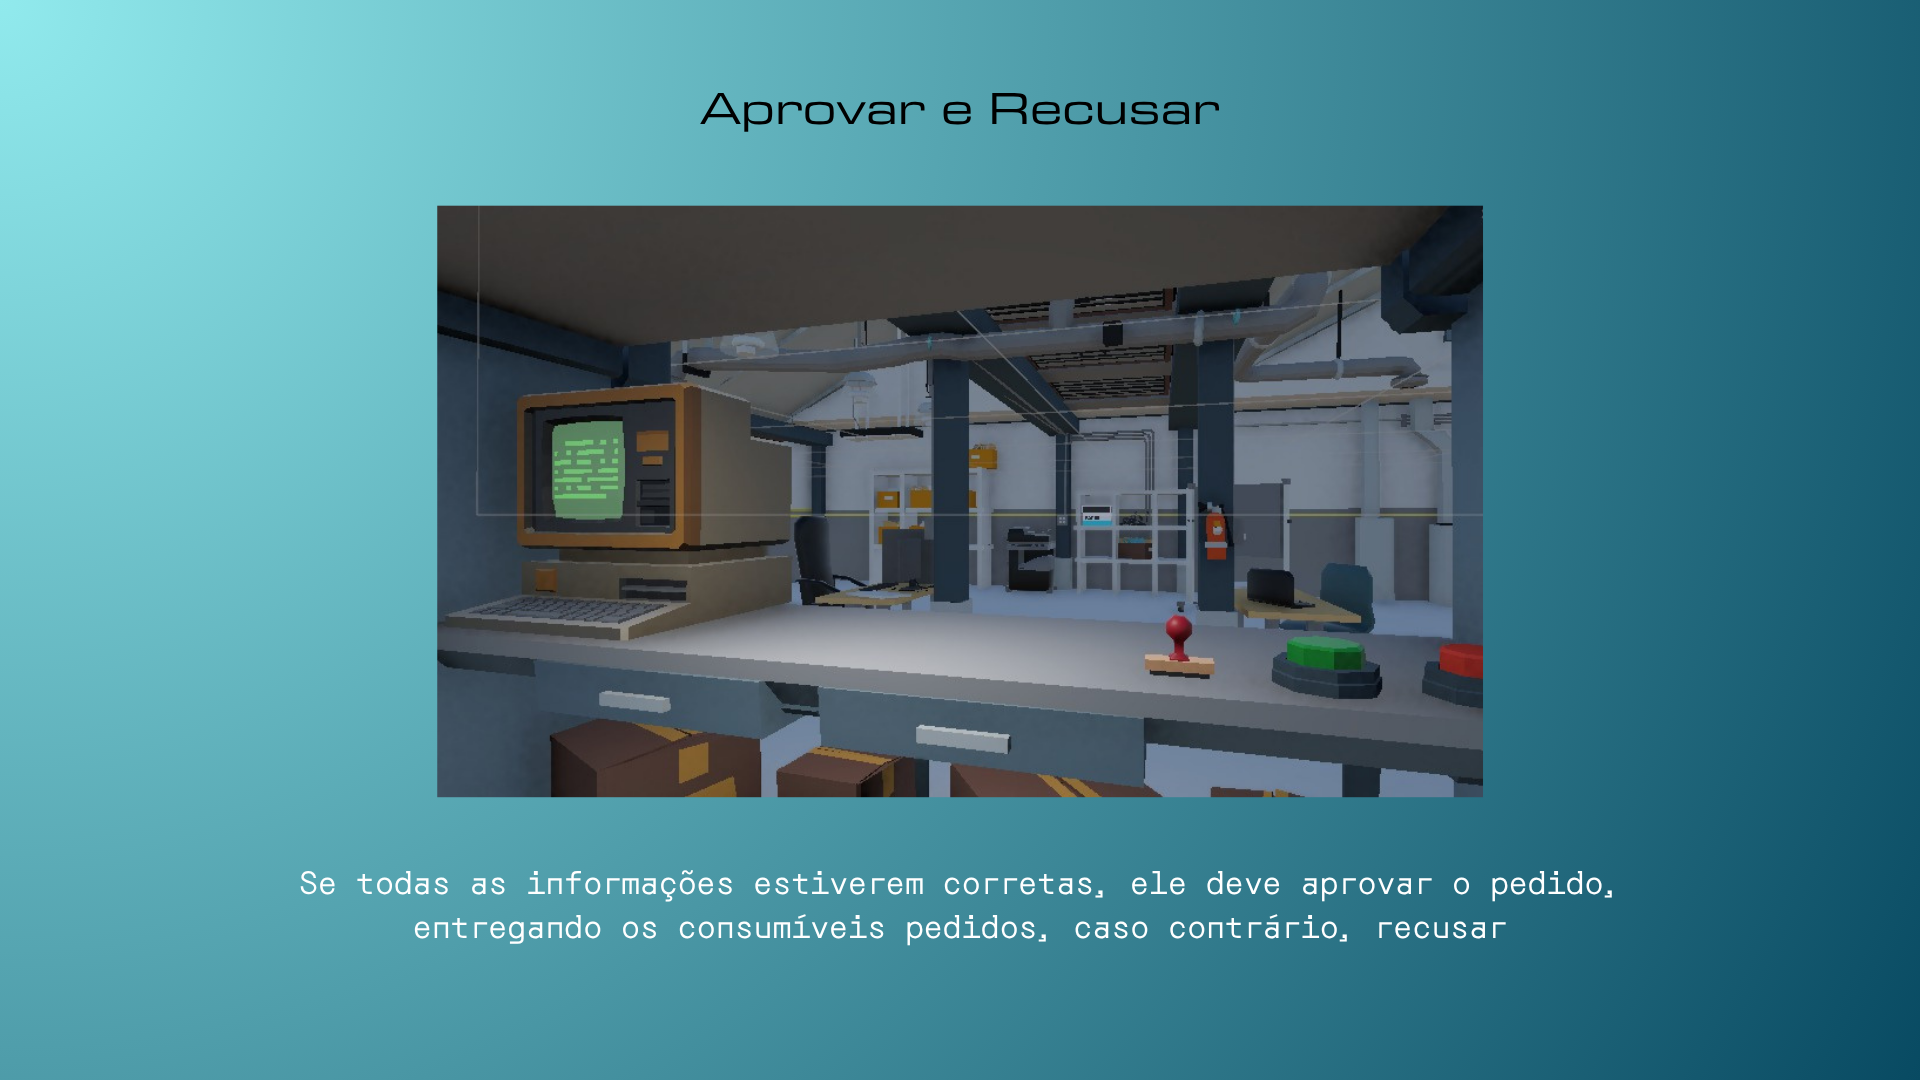 Aprovar e Recusar
Se todas as informações estiverem corretas, ele deve aprovar o pedido,
entregando os consumíveis pedidos, caso contrário, recusar